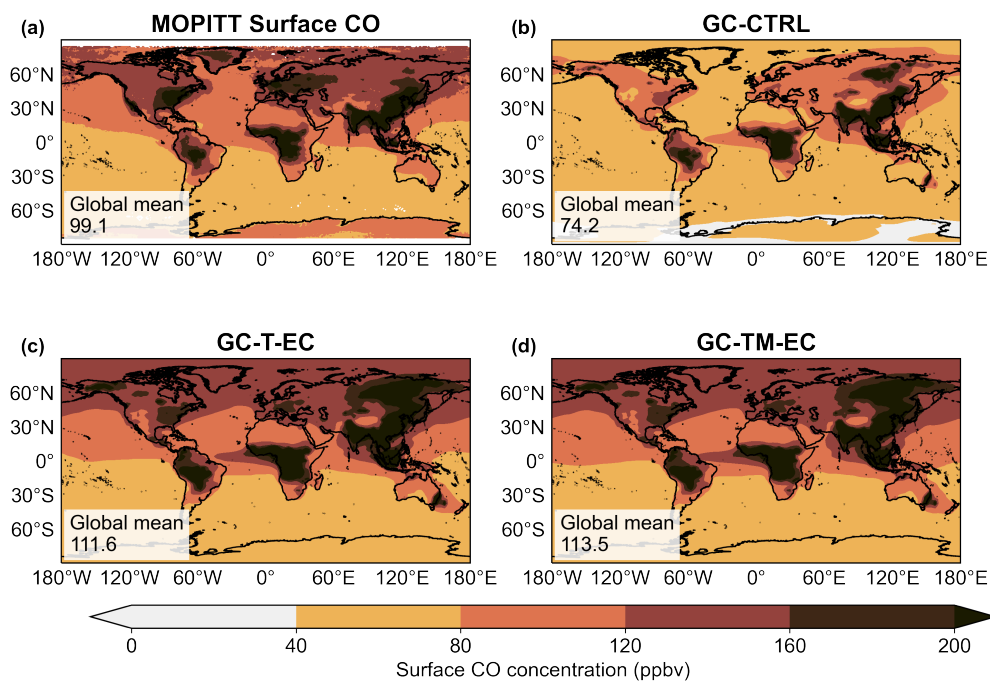 (a) MOPITT Surface CO
60°N
30°N
0°
30°S
60°S
Global mean
99.1
180°W 120°W 60°W 0° 60°E 120°E 180°E
(b) GC-CTRL
60°N
30°N
0°
30°S
60°S
Global mean
74.2
180°W 120°W 60°W 0° 60°E 120°E 180°E
(c) GC-T-EC
60°N
30°N
0°
30°S
60°S
Global mean
111.6
180°W 120°W 60°W 0° 60°E 120°E 180°E
(d) GC-TM-EC
60°N
30°N
0°
30°S
60°S
Global mean
113.5
180°W 120°W 60°W 0° 60°E 120°E 180°E
0 40 80 120 160 200
Surface CO concentration (ppbv)